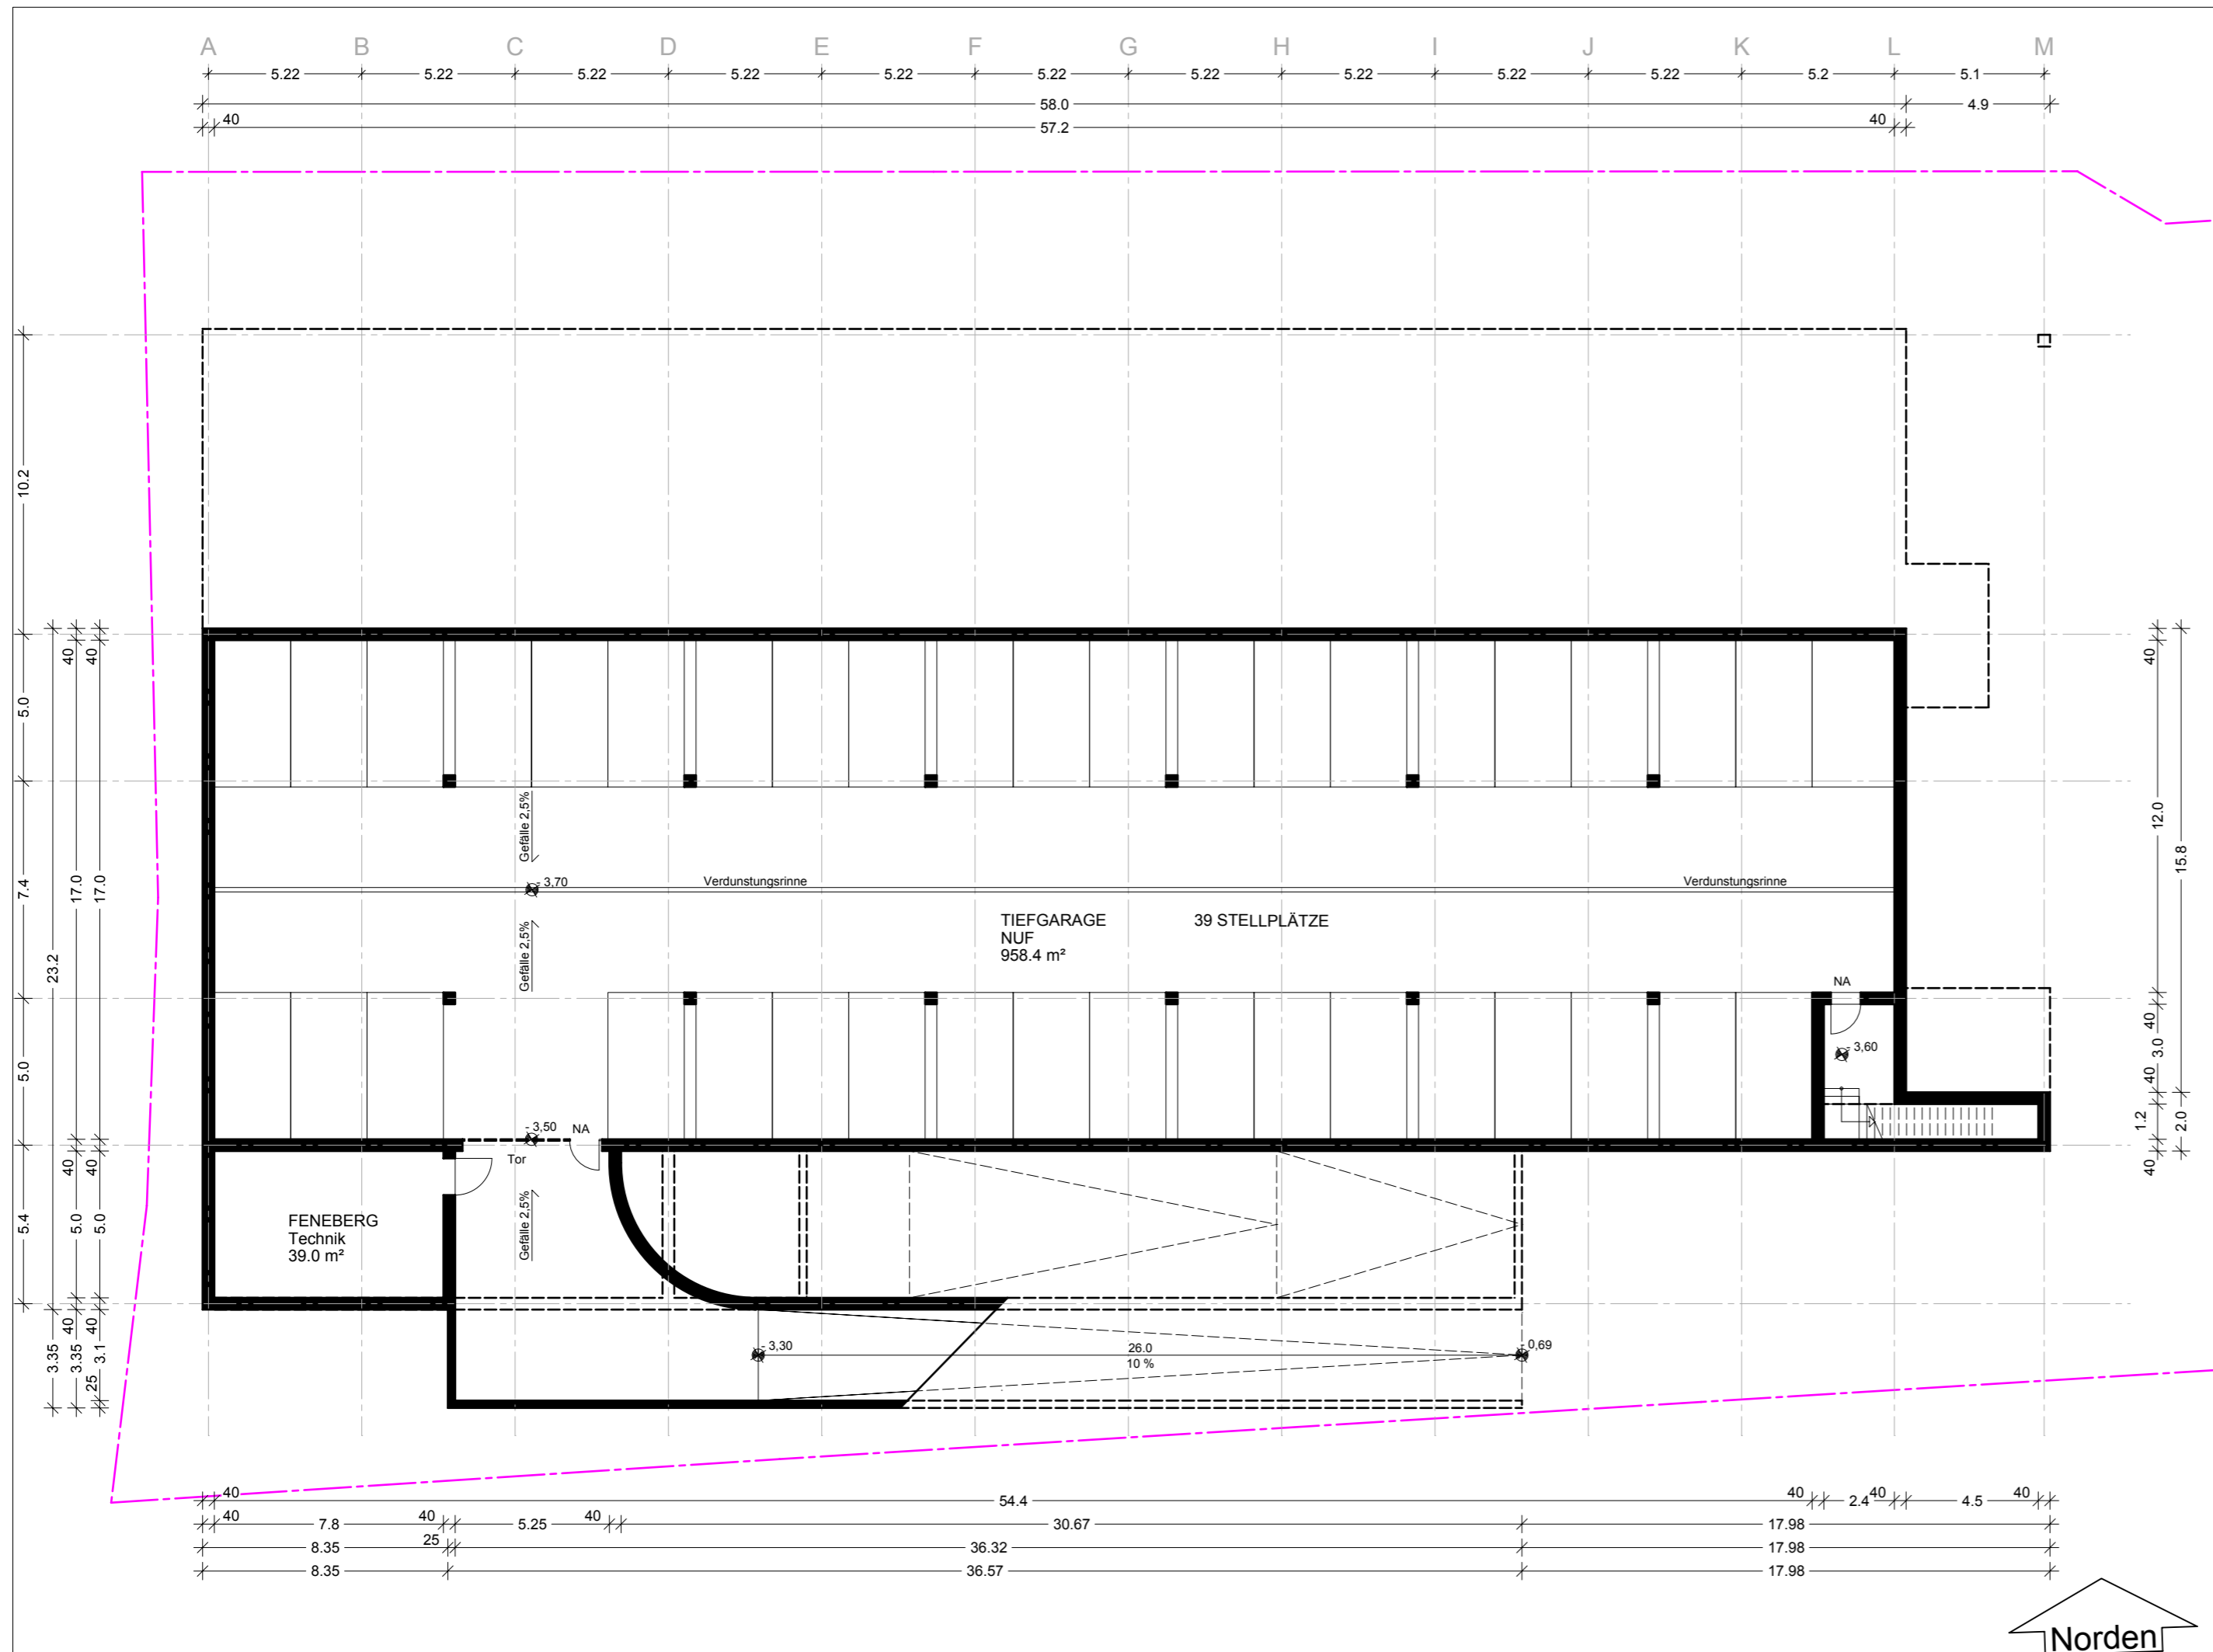 A B C D E F G H I J K L M
5.22 5.22 5.22 5.22 5.22 5.22 5.22 5.22 5.22 5.22 5.2 5.1
58.0 4.9
40 57.2 40
10.2
5.0
7.4
5.0
5.4
23.2
3.35
40
17.0
40
5.0
40
3.35
40
17.0
40
5.0
40
3.1
25
40
12.0
40
3.0
40
1.2
40
15.8
2.0
Gefälle 2,5%
- 3,70
Verdunstungsrinne
Verdunstungsrinne
Gefälle 2,5%
TIEFGARAGE
NUF
958.4 m²
39 STELLPLÄTZE
NA
- 3,60
- 3,50
NA
Tor
Gefälle 2,5%
FENEBERG
Technik
39.0 m²
- 3,30
26.0
10 %
- 0,69
40 54.4 40 2.4 40 4.5 40
40 7.8 40 5.25 40 30.67 17.98
8.35 25 36.32 17.98
8.35 36.57 17.98
Norden